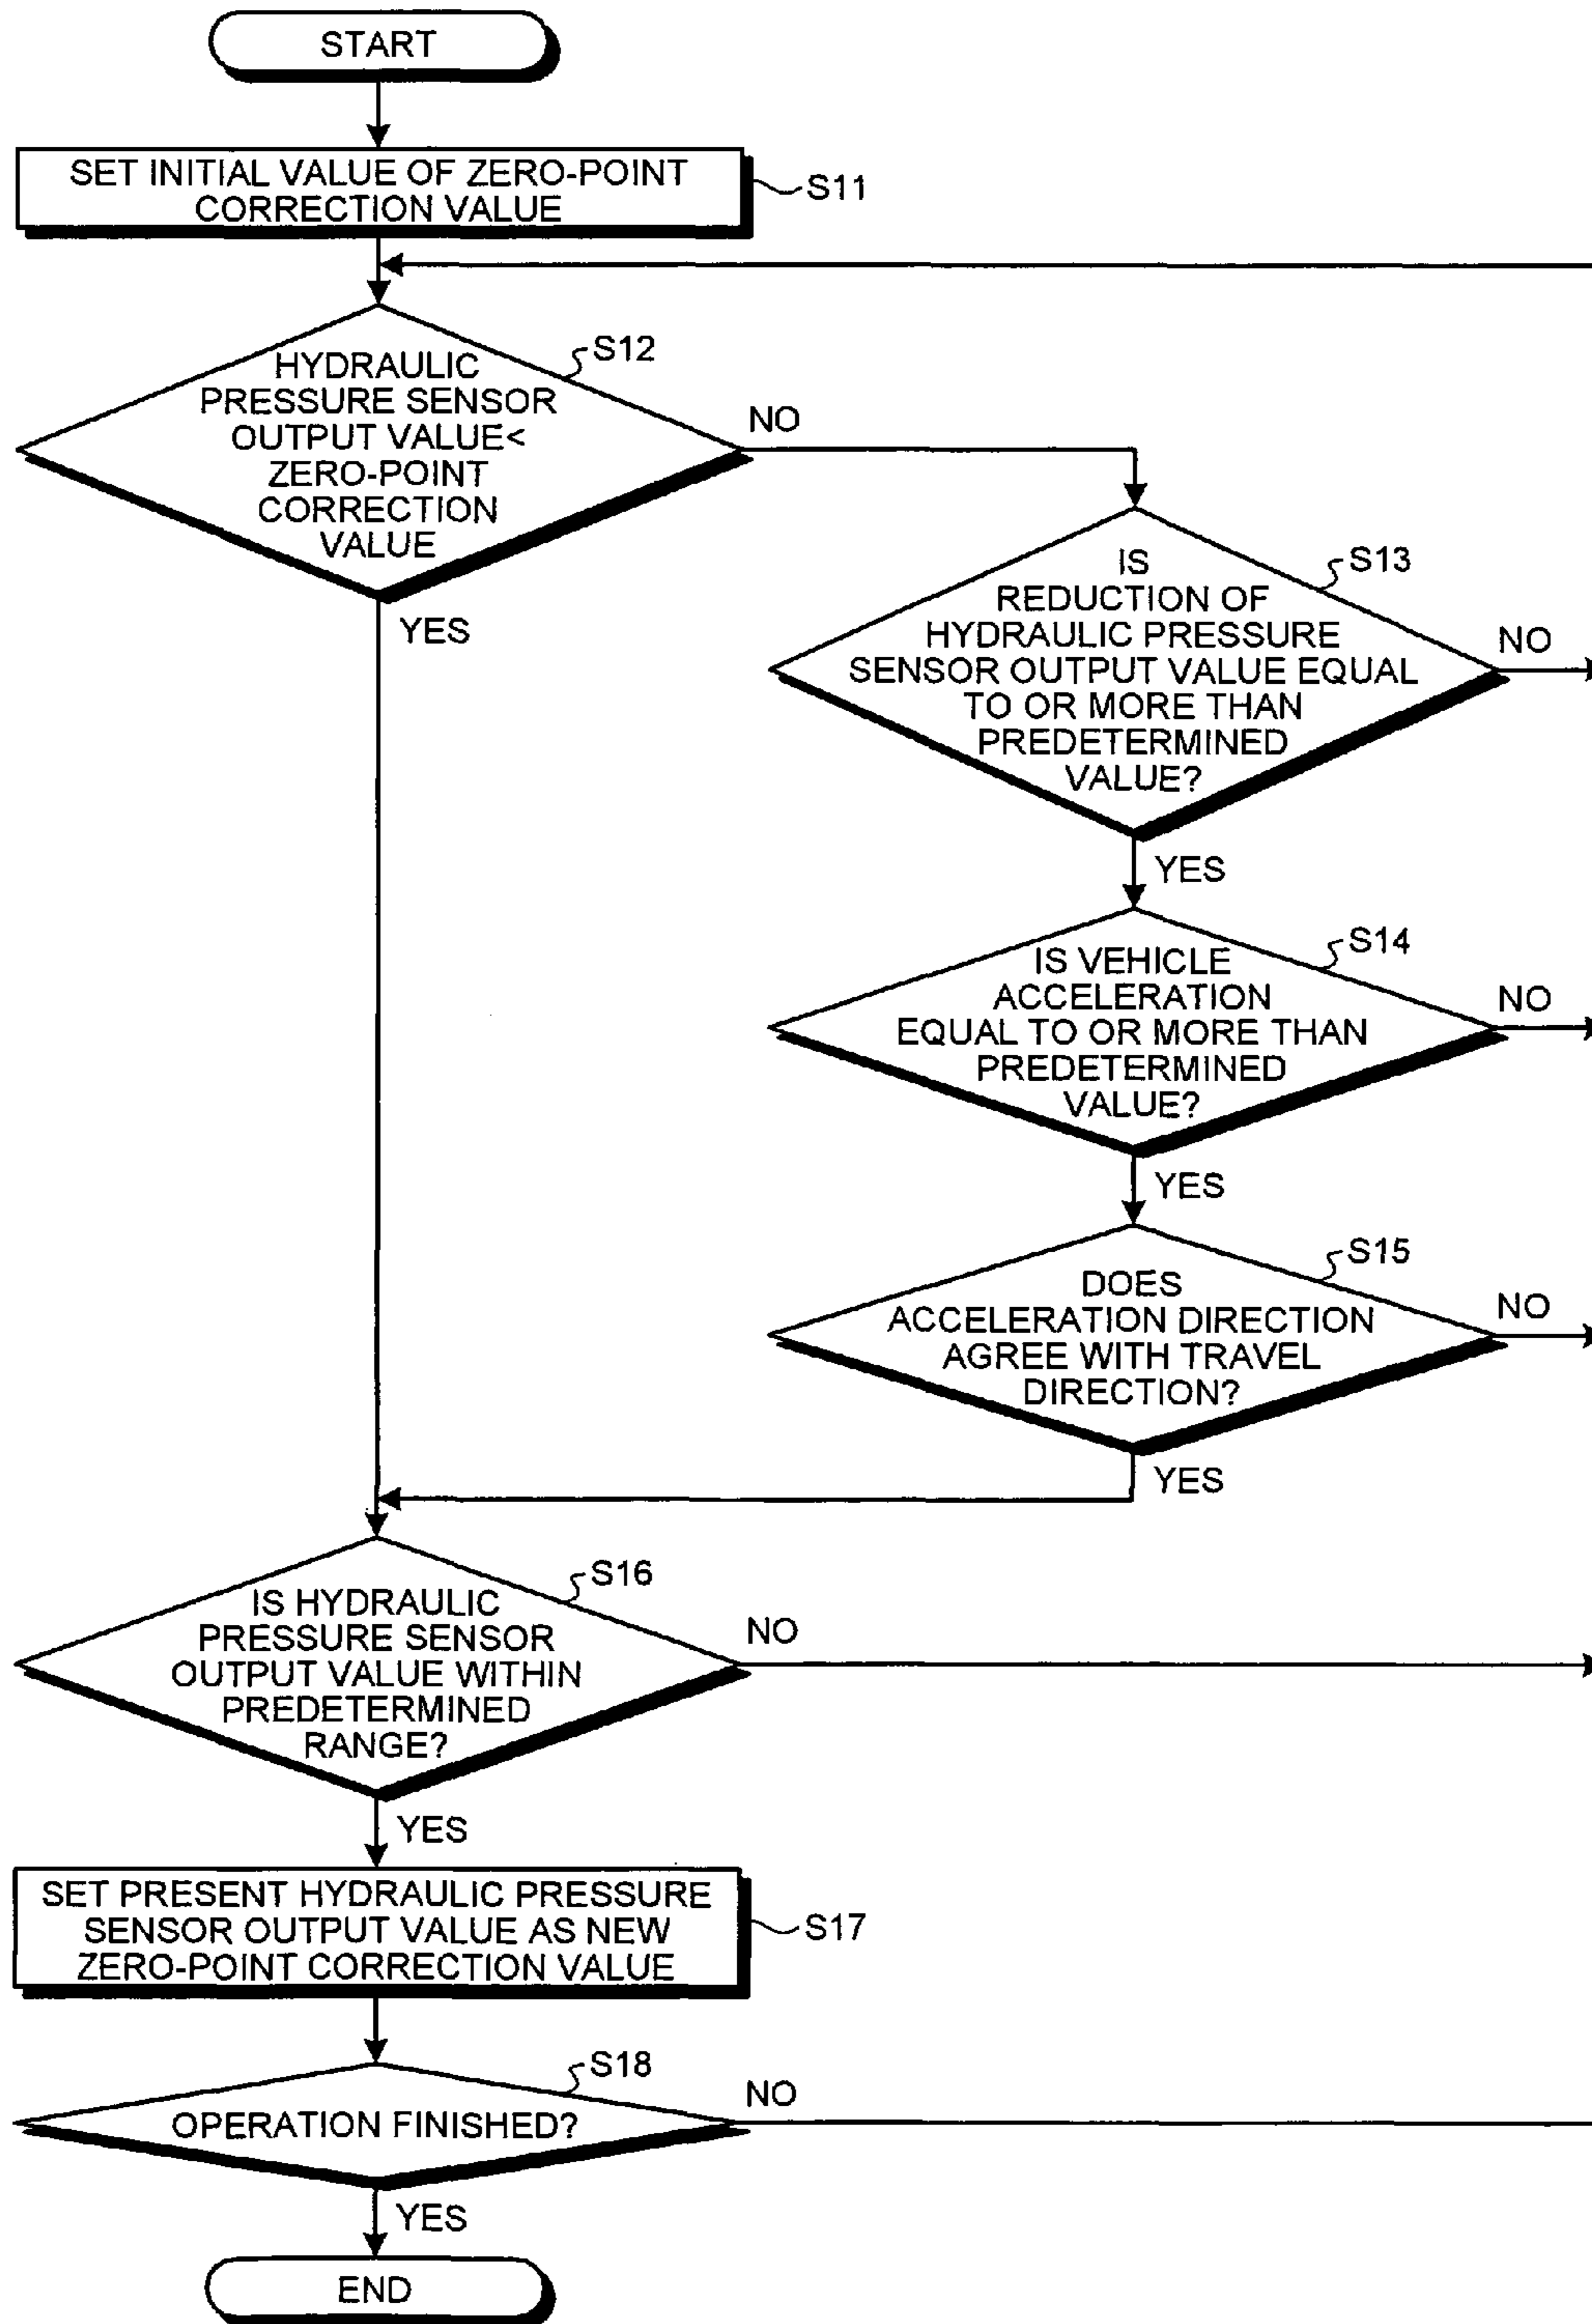 START
SET INITIAL VALUE OF ZERO-POINT
CORRECTION VALUE
S11
HYDRAULIC
PRESSURE SENSOR
OUTPUT VALUE<
ZERO-POINT
CORRECTION
VALUE
S12
NO
YES
IS
REDUCTION OF
HYDRAULIC PRESSURE
SENSOR OUTPUT VALUE EQUAL
TO OR MORE THAN
PREDETERMINED
VALUE?
S13
NO
YES
IS VEHICLE
ACCELERATION
EQUAL TO OR MORE THAN
PREDETERMINED
VALUE?
S14
NO
YES
DOES
ACCELERATION DIRECTION
AGREE WITH TRAVEL
DIRECTION?
S15
NO
YES
IS HYDRAULIC
PRESSURE SENSOR
OUTPUT VALUE WITHIN
PREDETERMINED
RANGE?
S16
NO
YES
SET PRESENT HYDRAULIC PRESSURE
SENSOR OUTPUT VALUE AS NEW
ZERO-POINT CORRECTION VALUE
S17
OPERATION FINISHED?
S18
NO
YES
END